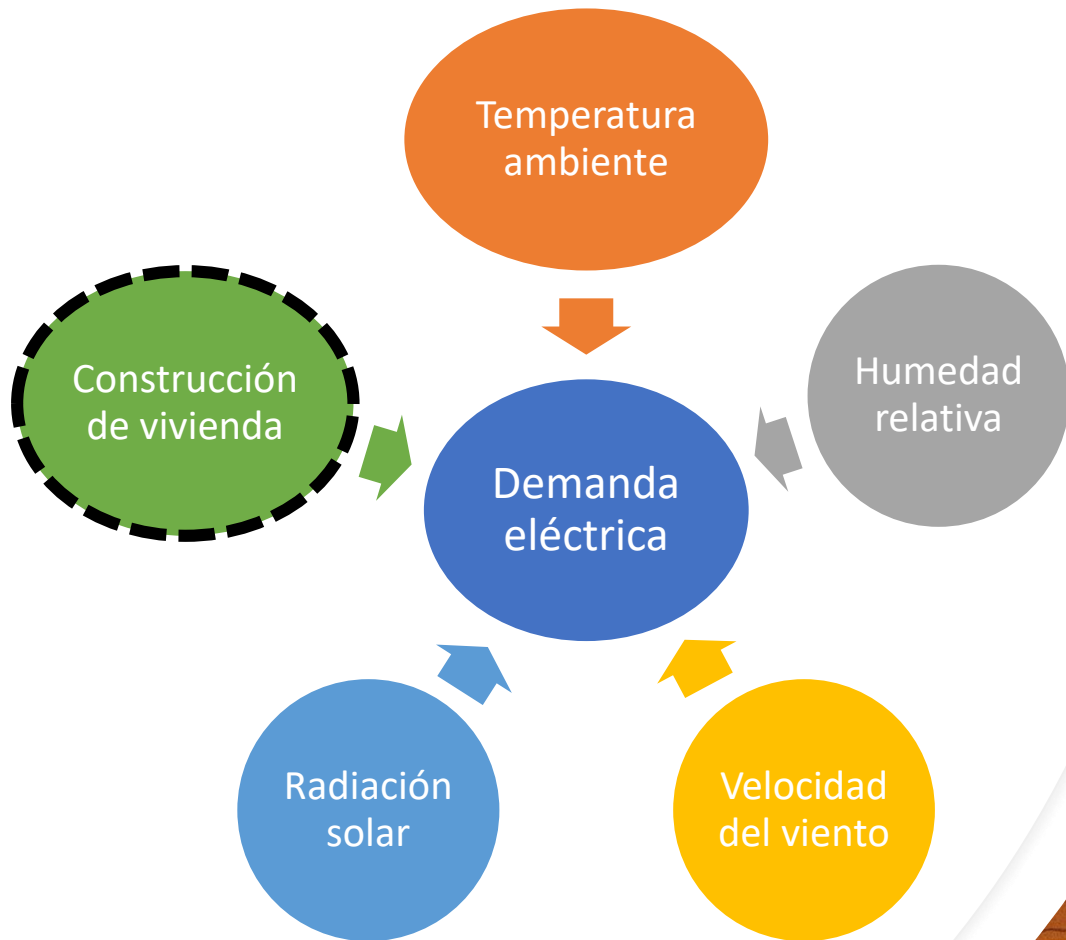 Temperatura
ambiente
Construcción
de vivienda
Humedad
relativa
Demanda
eléctrica
Radiación
solar
Velocidad
del viento